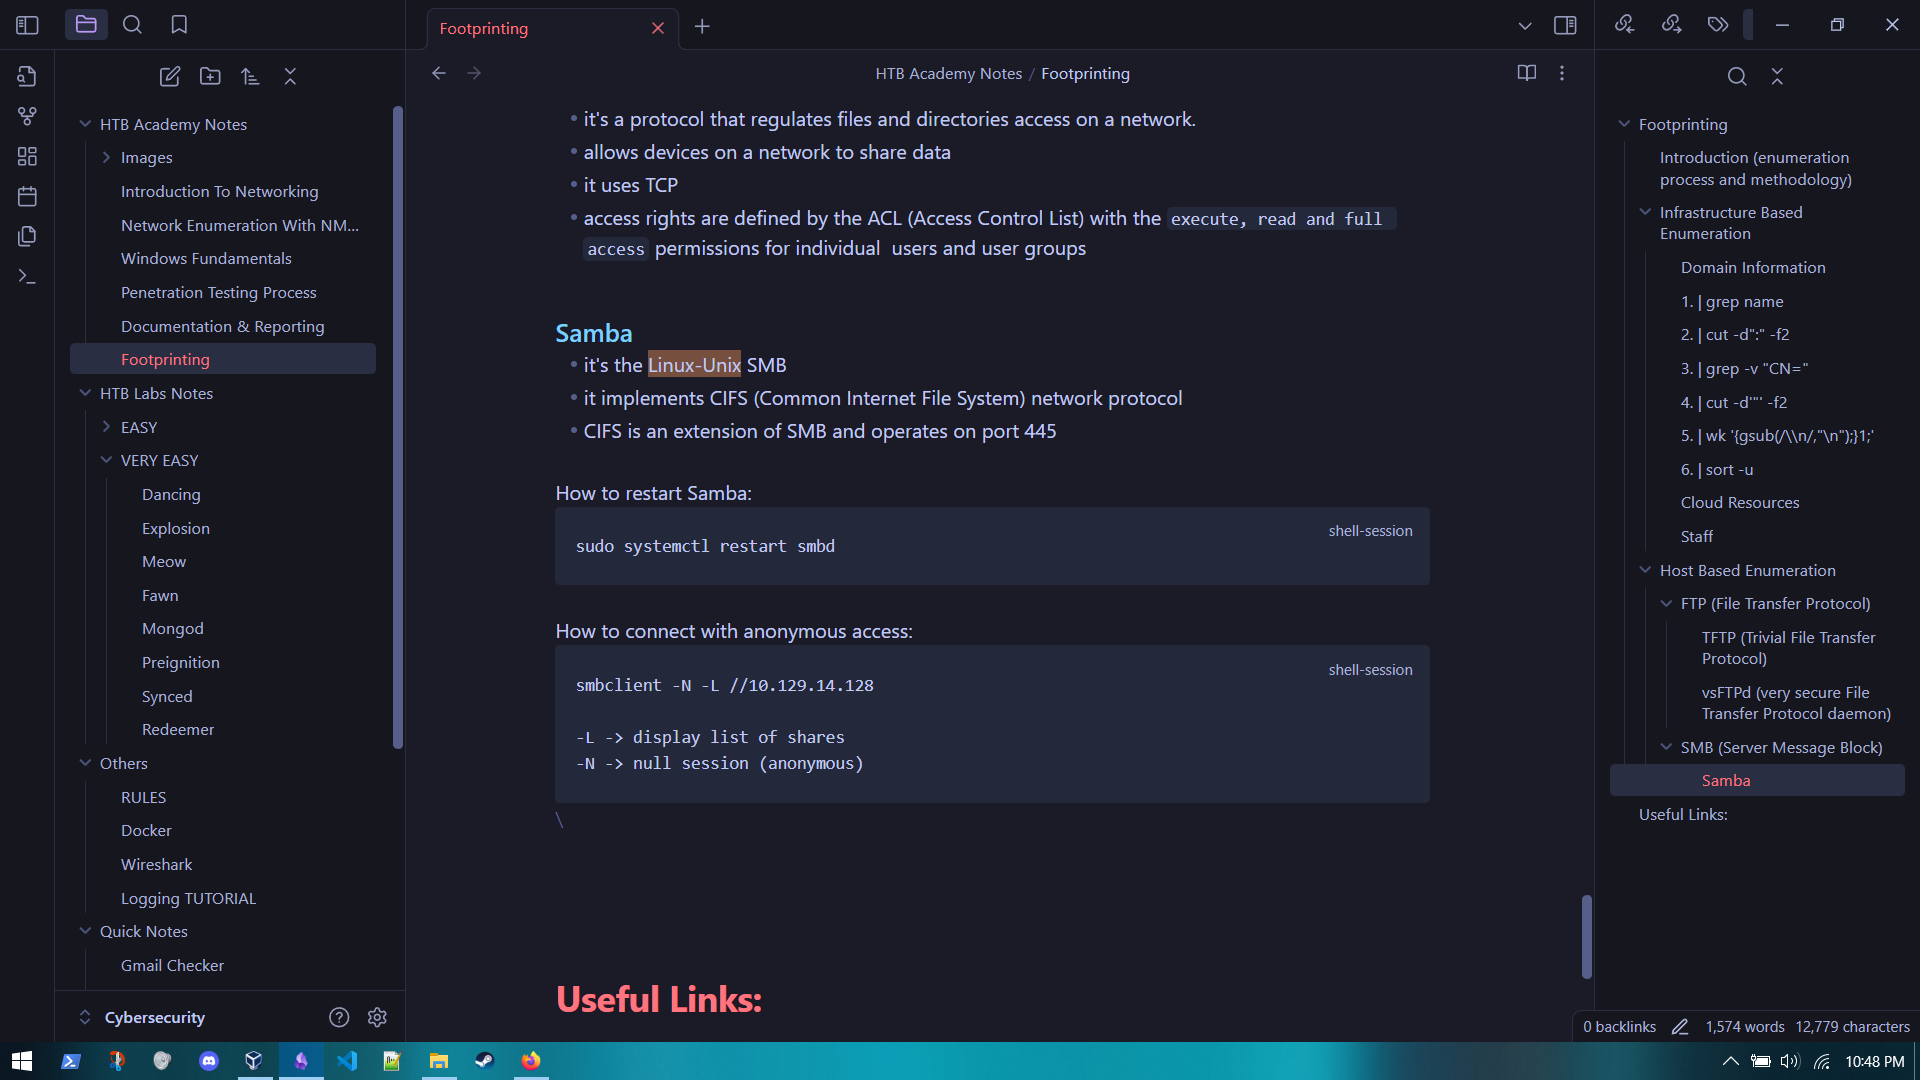 Footprinting
HTB Academy Notes / Footprinting
HTB Academy Notes
Images
Introduction To Networking
Network Enumeration With NM...
Windows Fundamentals
Penetration Testing Process
Documentation & Reporting
Footprinting
HTB Labs Notes
EASY
VERY EASY
Dancing
Explosion
Meow
Fawn
Mongod
Preignition
Synced
Redeemer
Others
RULES
Docker
Wireshark
Logging TUTORIAL
Quick Notes
Gmail Checker
Cybersecurity
it's a protocol that regulates files and directories access on a network.
allows devices on a network to share data
it uses TCP
access rights are defined by the ACL (Access Control List) with the execute, read and full
access permissions for individual  users and user groups
Samba
it's the Linux-Unix SMB
it implements CIFS (Common Internet File System) network protocol
CIFS is an extension of SMB and operates on port 445
How to restart Samba:
shell-session
sudo systemctl restart smbd
How to connect with anonymous access:
shell-session
smbclient -N -L //10.129.14.128
-L -> display list of shares
-N -> null session (anonymous)
\
Useful Links:
Footprinting
Introduction (enumeration
process and methodology)
Infrastructure Based
Enumeration
Domain Information
1. | grep name
2. | cut -d":" -f2
3. | grep -v "CN="
4. | cut -d'"' -f2
5. | wk '{gsub(/\\n/,"\n");}1;'
6. | sort -u
Cloud Resources
Staff
Host Based Enumeration
FTP (File Transfer Protocol)
TFTP (Trivial File Transfer
Protocol)
vsFTPd (very secure File
Transfer Protocol daemon)
SMB (Server Message Block)
Samba
Useful Links:
0 backlinks 1,574 words 12,779 characters
10:48 PM